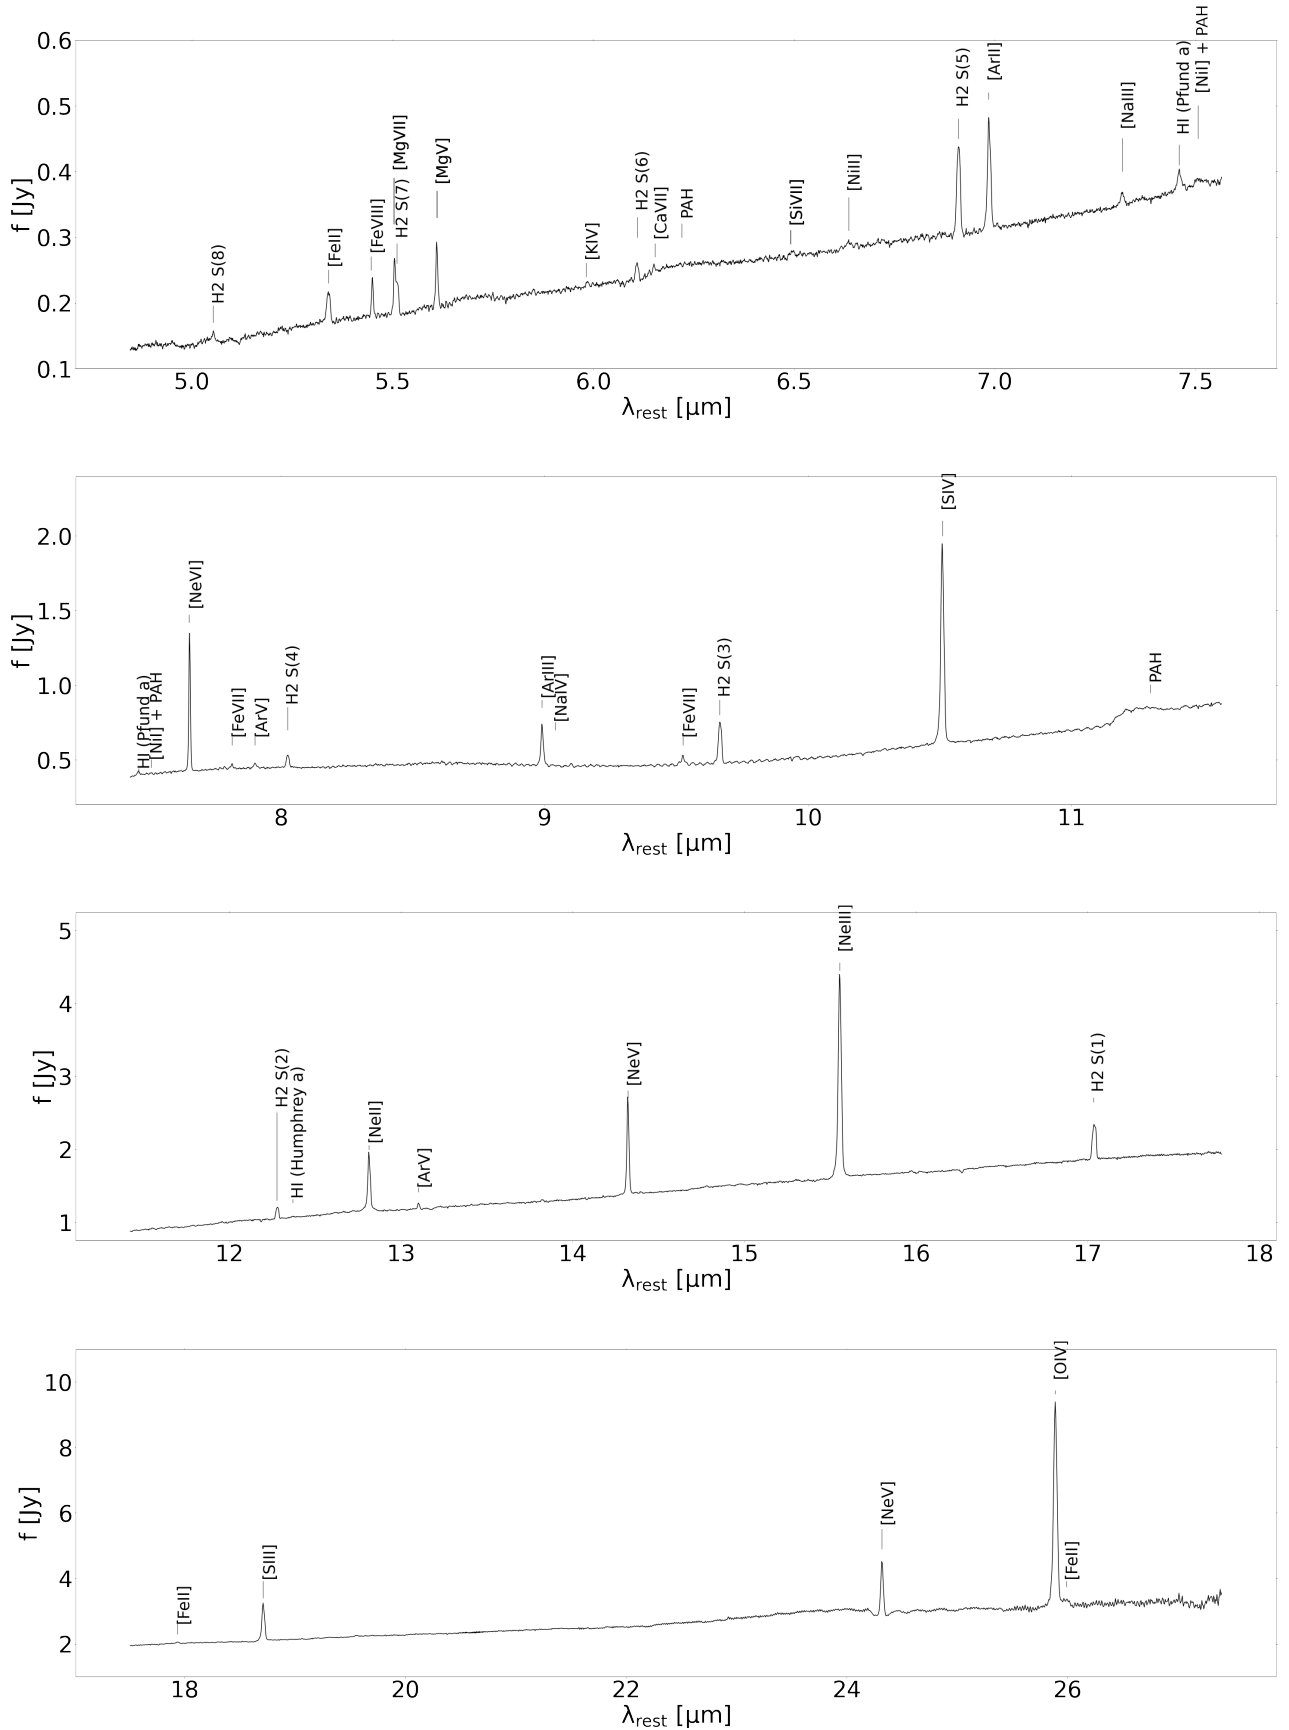 0.6
0.5
0.4
0.3
0.2
0.1
f [Jy]
H2 S(8)
[FeII]
[FeVIII]
H2 S(7)
[MgVII]
[MgV]
[KIV]
H2 S(6)
[CaVII]
PAH
[SiVII]
[NiII]
H2 S(5)
[ArII]
[NaIII]
HI (Pfund a)
[NiI] + PAH
5.0 5.5 6.0 6.5 7.0 7.5
λrest [μm]
2.0
1.5
1.0
0.5
f [Jy]
HI (Pfund a)
[NiI] + PAH
[NeVI]
[FeVII]
[ArV]
H2 S(4)
[ArIII]
[NaIV]
[FeVII]
H2 S(3)
[SIV]
PAH
8 9 10 11
λrest [μm]
5
4
3
2
1
f [Jy]
H2 S(2)
HI (Humphrey a)
[NeII]
[ArV]
[NeV]
[NeIII]
H2 S(1)
12 13 14 15 16 17 18
λrest [μm]
10
8
6
4
2
f [Jy]
[FeII]
[SIII]
[NeV]
[OIV]
[FeII]
18 20 22 24 26
λrest [μm]